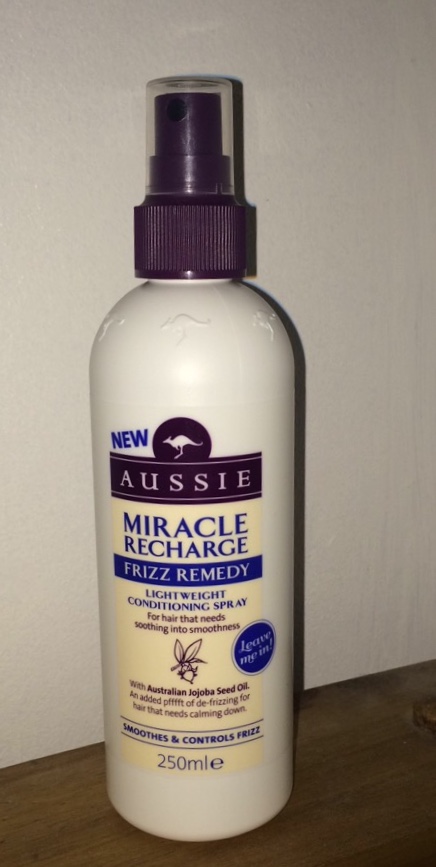 NEW
AUSSIE
MIRACLE
RECHARGE
FRIZZ REMEDY
LIGHTWEIGHT
CONDITIONING SPRAY
For hair that needs
soothing into smoothness
Leave
me in!
With Australian Jojoba Seed Oil.
An added pfffft of de-frizzing for
hair that needs calming down.
SMOOTHES & CONTROLS FRIZZ
250ml℮